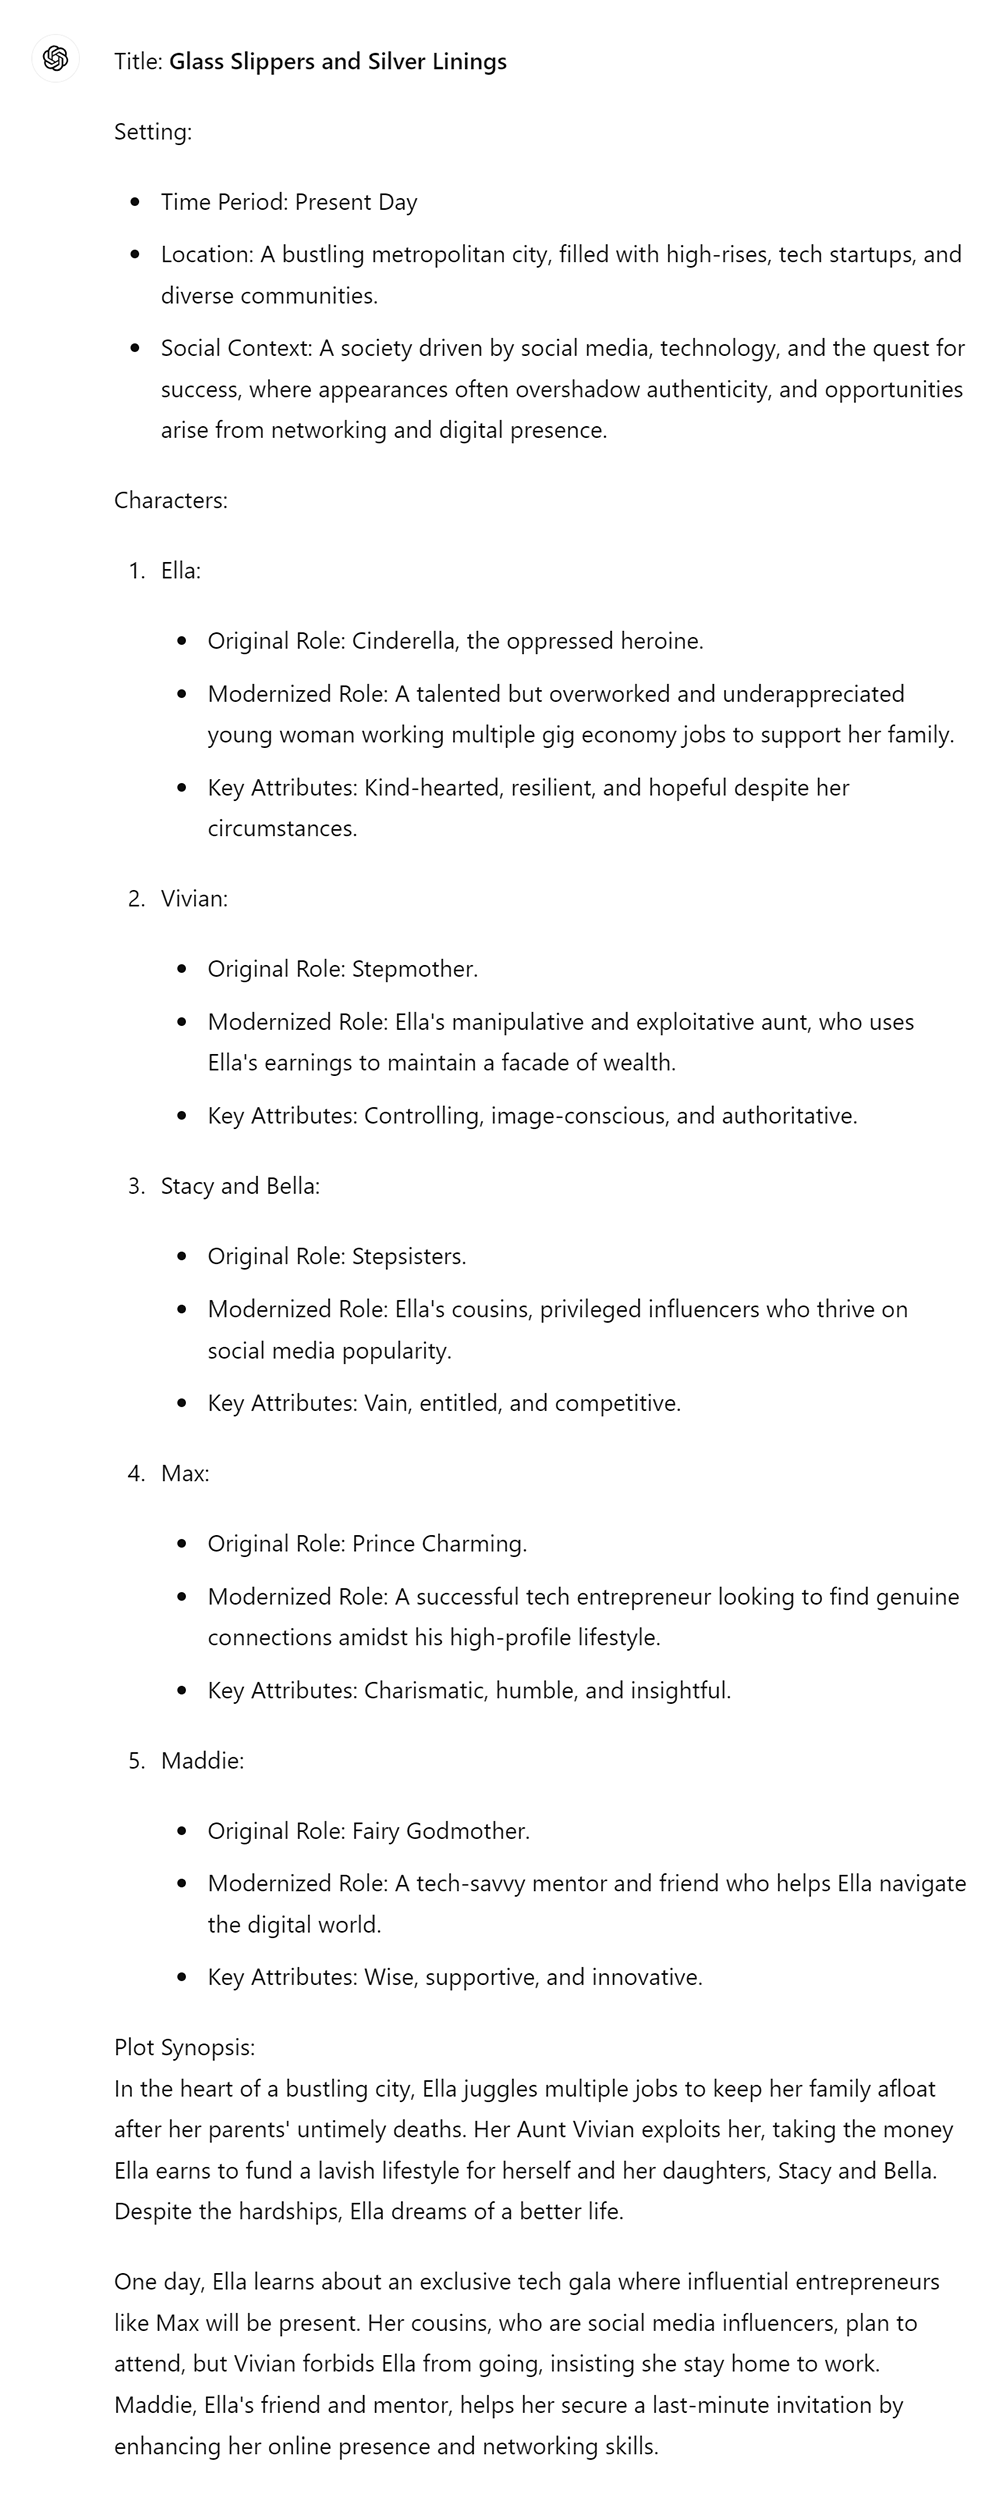 Title: Glass Slippers and Silver Linings
Setting:
• Time Period: Present Day
• Location: A bustling metropolitan city, filled with high-rises, tech startups, and
diverse communities.
• Social Context: A society driven by social media, technology, and the quest for
success, where appearances often overshadow authenticity, and opportunities
arise from networking and digital presence.
Characters:
1. Ella:
• Original Role: Cinderella, the oppressed heroine.
• Modernized Role: A talented but overworked and underappreciated
young woman working multiple gig economy jobs to support her family.
• Key Attributes: Kind-hearted, resilient, and hopeful despite her
circumstances.
2. Vivian:
• Original Role: Stepmother.
• Modernized Role: Ella's manipulative and exploitative aunt, who uses
Ella's earnings to maintain a facade of wealth.
• Key Attributes: Controlling, image-conscious, and authoritative.
3. Stacy and Bella:
• Original Role: Stepsisters.
• Modernized Role: Ella's cousins, privileged influencers who thrive on
social media popularity.
• Key Attributes: Vain, entitled, and competitive.
4. Max:
• Original Role: Prince Charming.
• Modernized Role: A successful tech entrepreneur looking to find genuine
connections amidst his high-profile lifestyle.
• Key Attributes: Charismatic, humble, and insightful.
5. Maddie:
• Original Role: Fairy Godmother.
• Modernized Role: A tech-savvy mentor and friend who helps Ella navigate
the digital world.
• Key Attributes: Wise, supportive, and innovative.
Plot Synopsis:
In the heart of a bustling city, Ella juggles multiple jobs to keep her family afloat
after her parents' untimely deaths. Her Aunt Vivian exploits her, taking the money
Ella earns to fund a lavish lifestyle for herself and her daughters, Stacy and Bella.
Despite the hardships, Ella dreams of a better life.
One day, Ella learns about an exclusive tech gala where influential entrepreneurs
like Max will be present. Her cousins, who are social media influencers, plan to
attend, but Vivian forbids Ella from going, insisting she stay home to work.
Maddie, Ella's friend and mentor, helps her secure a last-minute invitation by
enhancing her online presence and networking skills.